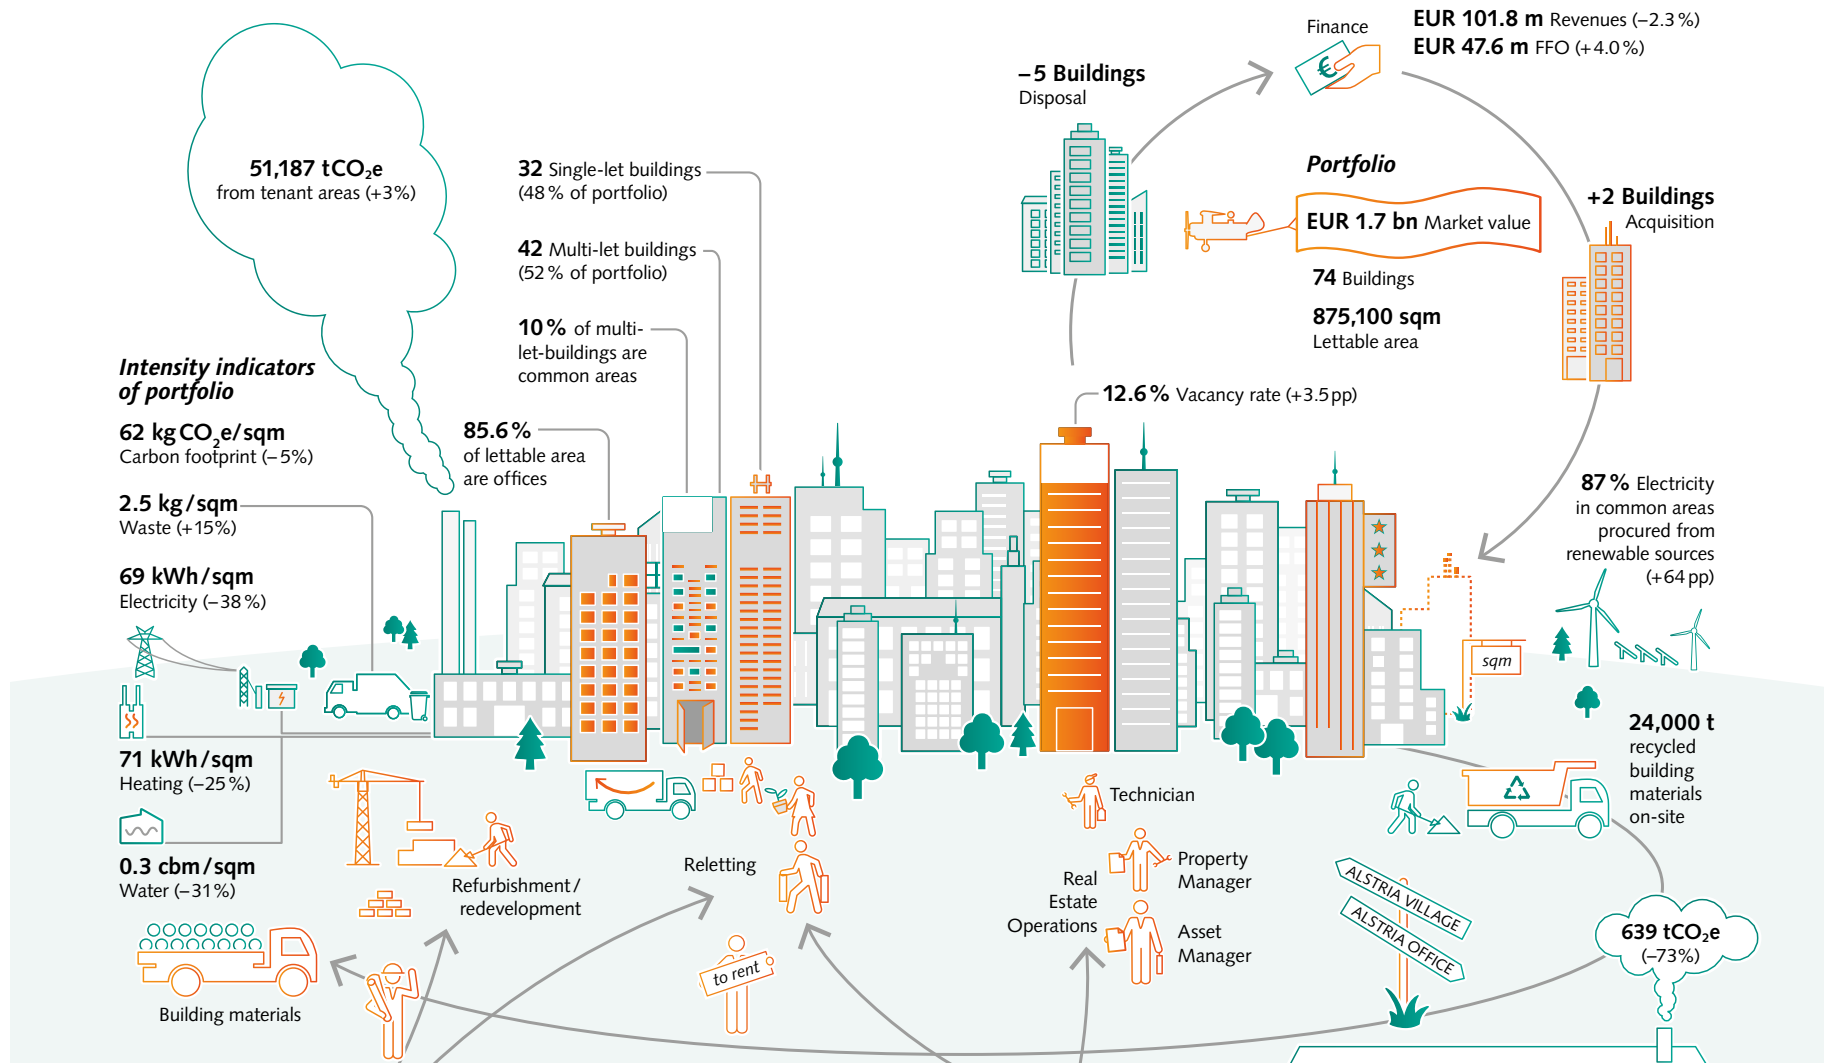 Finance
EUR 101.8 m Revenues (–2.3 %)
EUR 47.6 m FFO (+4.0 %)
–5 Buildings
Disposal
Portfolio
EUR 1.7 bn Market value
74 Buildings
875,100 sqm
Lettable area
+2 Buildings
Acquisition
51,187 tCO₂e
from tenant areas (+3%)
32 Single-let buildings
(48 % of portfolio)
42 Multi-let buildings
(52 % of portfolio)
10 % of multi-
let-buildings are
common areas
85.6 %
of lettable area
are offices
12.6 % Vacancy rate (+3.5 pp)
Intensity indicators
of portfolio
62 kg CO₂e/sqm
Carbon footprint (–5%)
2.5 kg/sqm
Waste (+15%)
69 kWh/sqm
Electricity (–38 %)
71 kWh/sqm
Heating (–25 %)
0.3 cbm/sqm
Water (–31%)
87 % Electricity
in common areas
procured from
renewable sources
(+64 pp)
sqm
24,000 t
recycled
building
materials
on-site
Technician
Property
Manager
Real
Estate
Operations
Asset
Manager
Reletting
Refurbishment/
redevelopment
to rent
Building materials
ALSTRIA VILLAGE
ALSTRIA OFFICE
639 tCO₂e
(–73%)